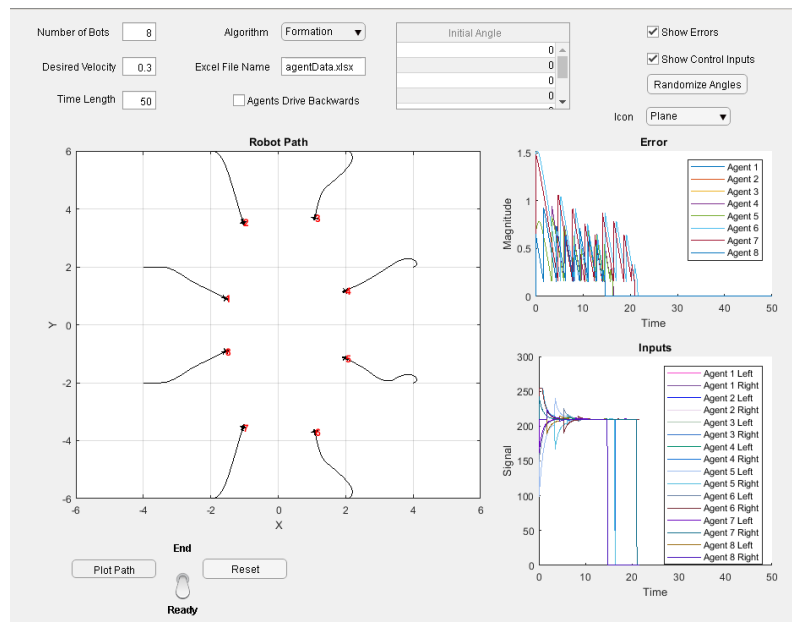 Number of Bots 8
Algorithm Formation
Initial Angle
0
0
0
0
Show Errors
Desired Velocity 0.3
Excel File Name agentData.xlsx
Show Control Inputs
Time Length 50
Agents Drive Backwards
Randomize Angles
Icon Plane
Robot Path
6
4
2
0
-2
-4
-6
Y
-6 -4 -2 0 2 4 6
X
2
3
1
4
5
7
Error
1.5
1
0.5
0
Magnitude
0 10 20 30 40 50
Time
Agent 1
Agent 2
Agent 3
Agent 4
Agent 5
Agent 6
Agent 7
Agent 8
Inputs
300
250
200
150
100
50
0
Signal
0 10 20 30 40 50
Time
Agent 1 Left
Agent 1 Right
Agent 2 Left
Agent 2 Right
Agent 3 Left
Agent 3 Right
Agent 4 Left
Agent 4 Right
Agent 5 Left
Agent 5 Right
Agent 6 Left
Agent 6 Right
Agent 7 Left
Agent 7 Right
Agent 8 Left
Agent 8 Right
End
Plot Path
Reset
Ready